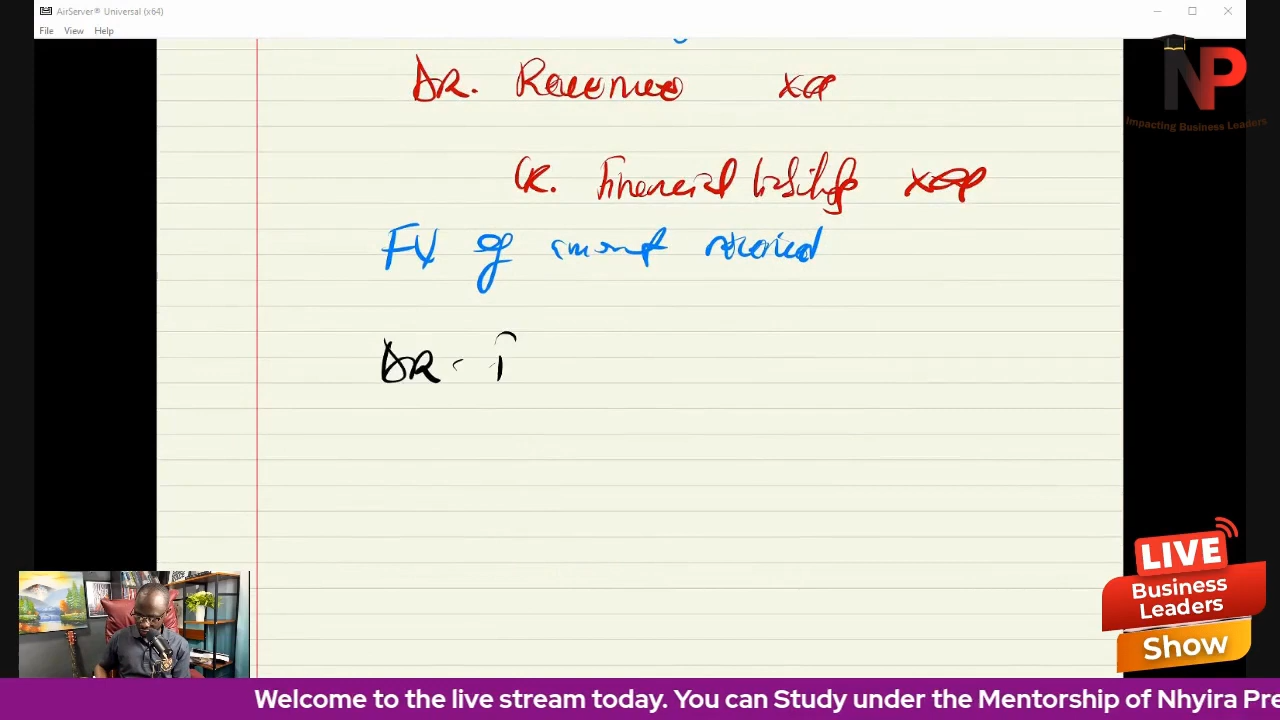 AirServer® Universal (x64)
File View Help
NP
Impacting Business Leaders
DR. Revenues xx
CR. Financial liability xxx
FV of amount received
DR.
LIVE
Business
Leaders
Show
Welcome to the live stream today. You can Study under the Mentorship of Nhyira Pre